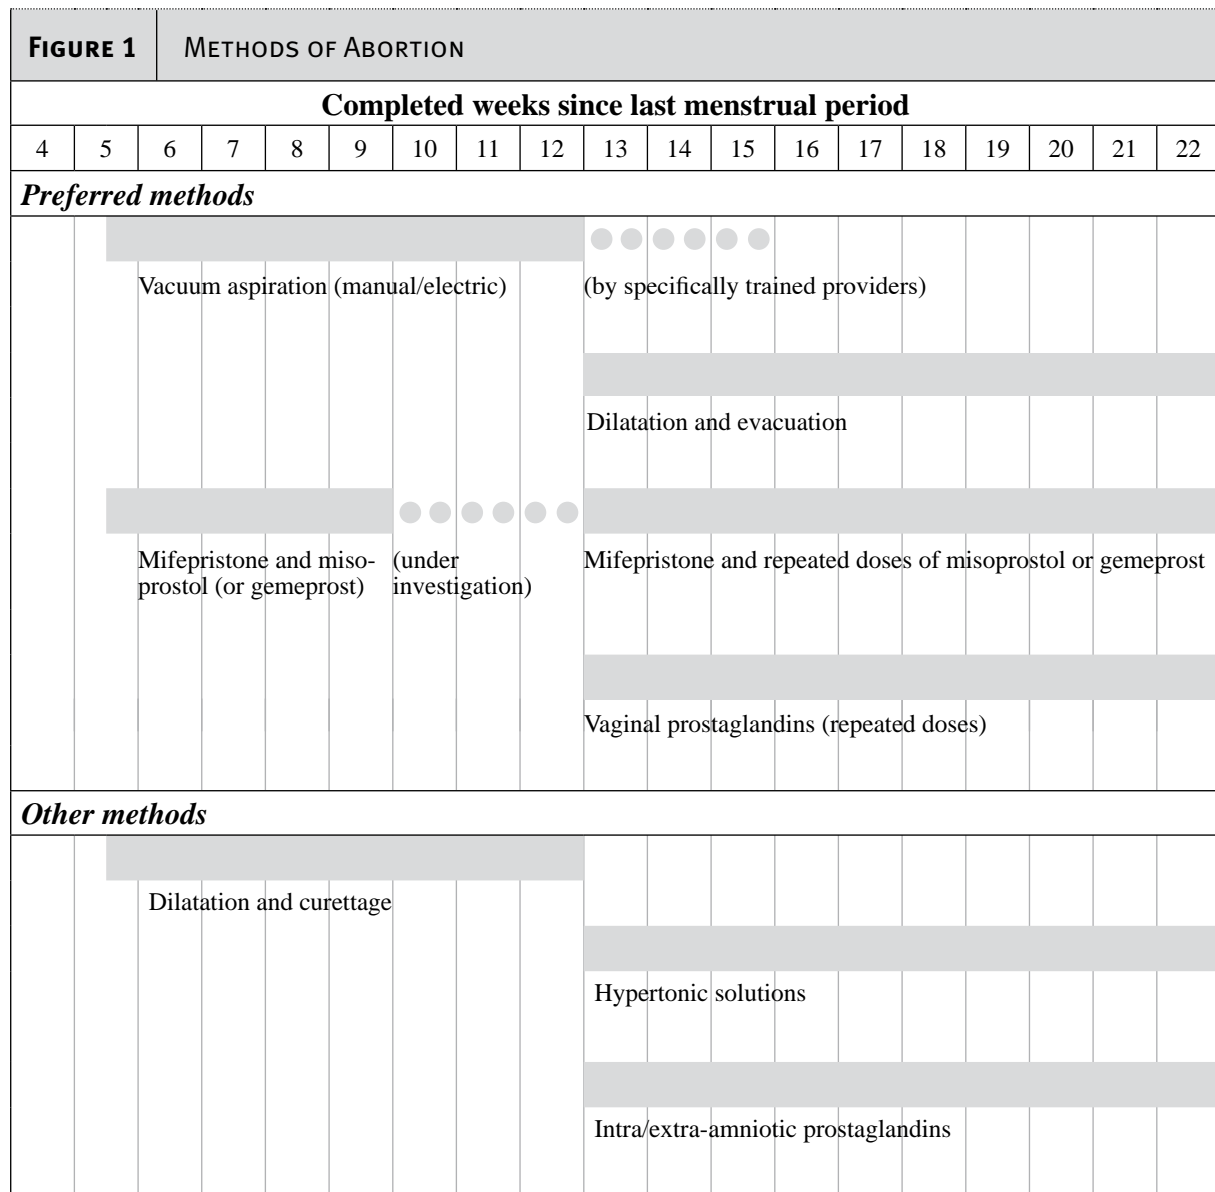 FIGURE 1 METHODS OF ABORTION
Completed weeks since last menstrual period
4 5 6 7 8 9 10 11 12 13 14 15 16 17 18 19 20 21 22
Preferred methods
Vacuum aspiration (manual/electric) (by specifically trained providers)
Dilatation and evacuation
Mifepristone and miso- (under Mifepristone and repeated doses of misoprostol or gemeprost
prostol (or gemeprost) investigation)
Vaginal prostaglandins (repeated doses)
Other methods
Dilatation and curettage
Hypertonic solutions
Intra/extra-amniotic prostaglandins